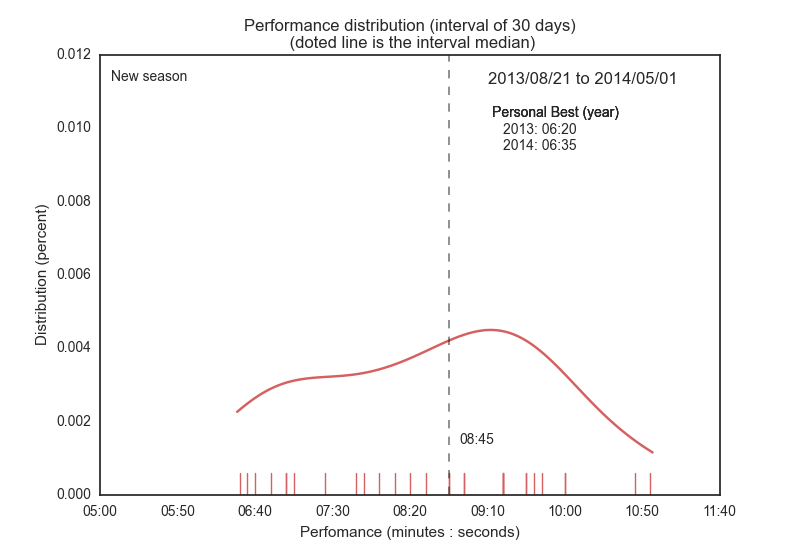 Performance distribution (interval of 30 days)
(doted line is the interval median)
0.012
New season
2013/08/21 to 2014/05/01
Personal Best (year)
2013: 06:20
2014: 06:35
0.010
0.008
0.006
0.004
0.002
0.000
Distribution (percent)
08:45
05:00 05:50 06:40 07:30 08:20 09:10 10:00 10:50 11:40
Perfomance (minutes : seconds)